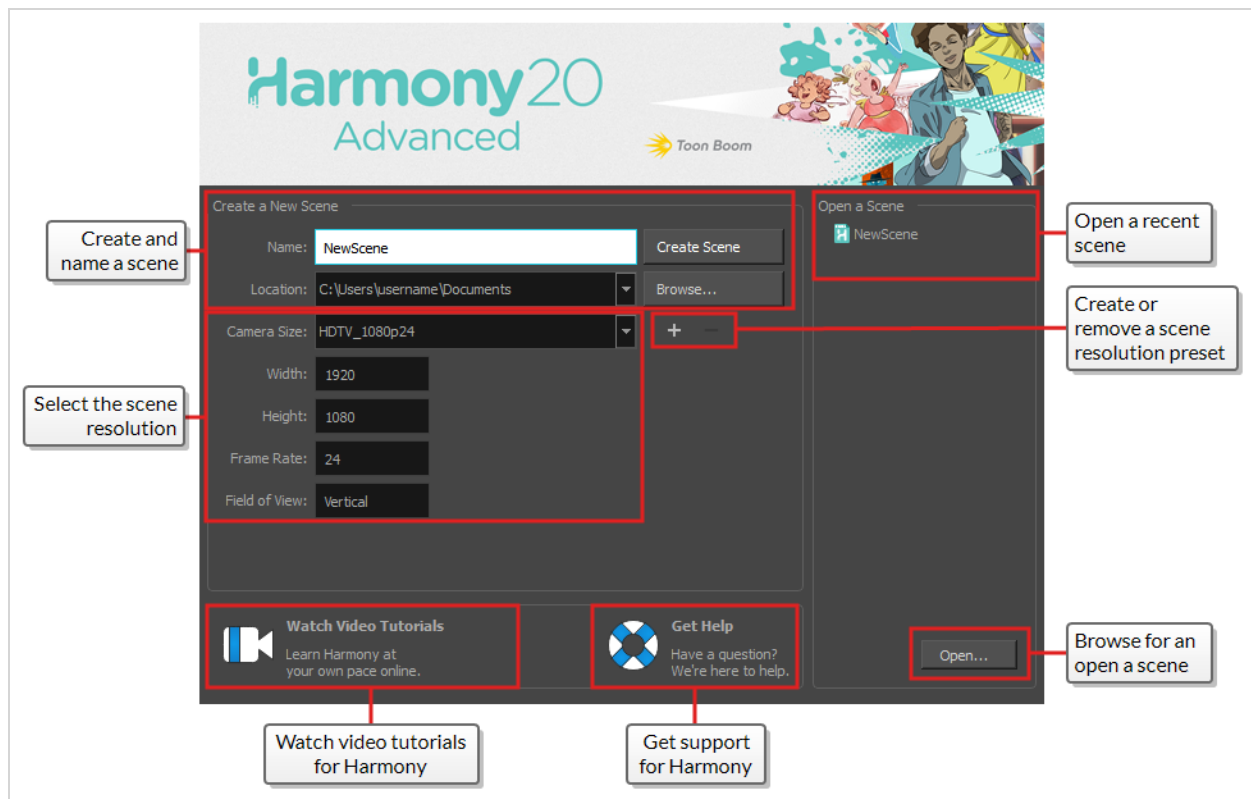 Harmony 20
Advanced
Toon Boom
Create a New Scene
Name:
NewScene
Create Scene
Location:
C:\Users\username\Documents
Browse...
Camera Size:
HDTV_1080p24
+ −
Width:
1920
Height:
1080
Frame Rate:
24
Field of View:
Vertical
Open a Scene
NewScene
Watch Video Tutorials
Learn Harmony at
your own pace online.
Get Help
Have a question?
We're here to help.
Open...
Create and
name a scene
Select the scene
resolution
Open a recent
scene
Create or
remove a scene
resolution preset
Browse for an
open a scene
Watch video tutorials
for Harmony
Get support
for Harmony